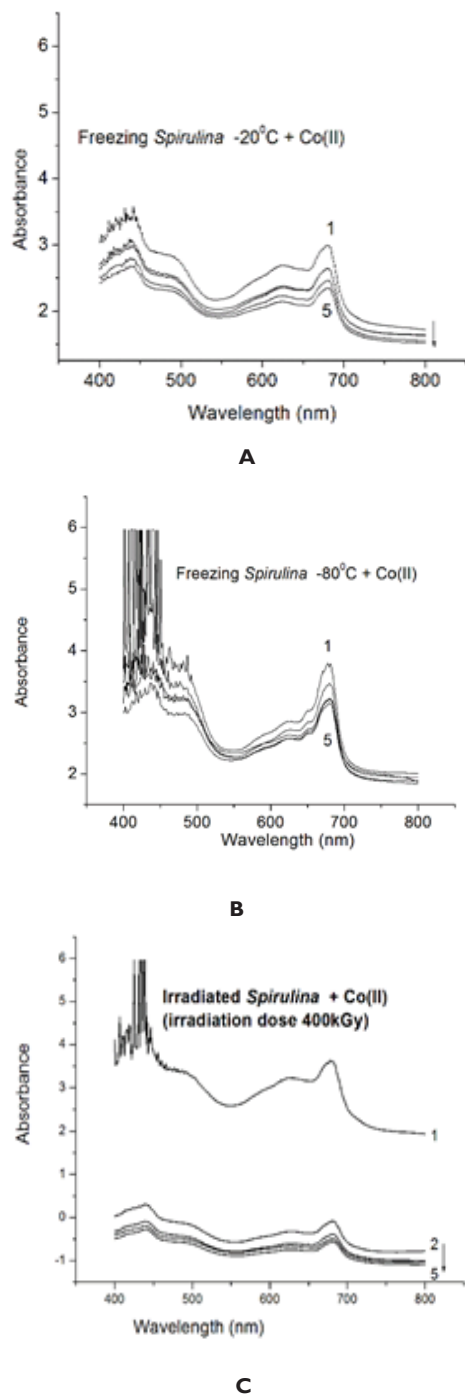 6
5
Freezing Spirulina -20⁰C + Co(II)
4
1
3
2
5
400 500 600 700 800
Absorbance
Wavelength (nm)
A
6
Freezing Spirulina -80⁰C + Co(II)
5
4
1
3
5
2
400 500 600 700 800
Absorbance
Wavelength (nm)
B
6
Irradiated Spirulina + Co(II)
5
(irradiation dose 400kGy)
4
3
2
1
1
0
2
-1
5
400 500 600 700 800
Absorbance
Wavelength (nm)
C